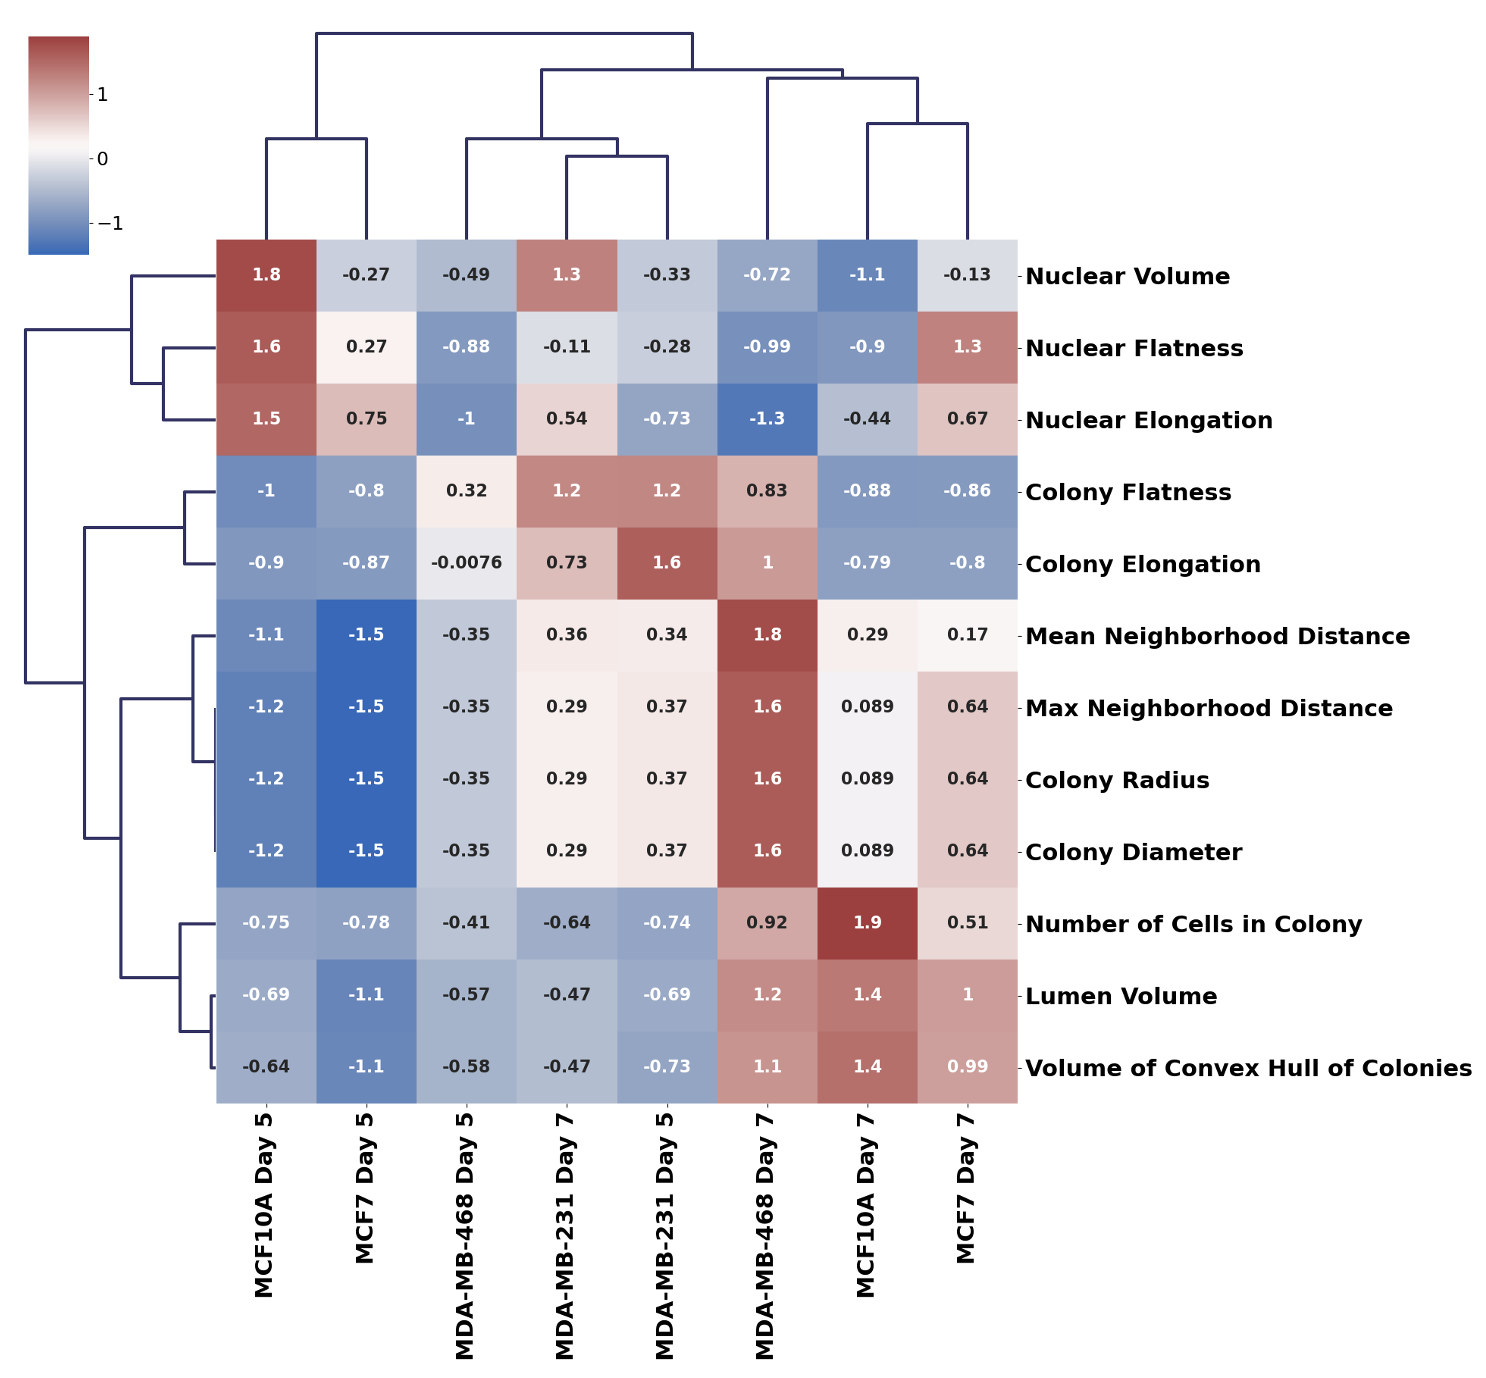 1
0
−1
1.8 -0.27 -0.49 1.3 -0.33 -0.72 -1.1 -0.13 Nuclear Volume
1.6 0.27 -0.88 -0.11 -0.28 -0.99 -0.9 1.3 Nuclear Flatness
1.5 0.75 -1 0.54 -0.73 -1.3 -0.44 0.67 Nuclear Elongation
-1 -0.8 0.32 1.2 1.2 0.83 -0.88 -0.86 Colony Flatness
-0.9 -0.87 -0.0076 0.73 1.6 1 -0.79 -0.8 Colony Elongation
-1.1 -1.5 -0.35 0.36 0.34 1.8 0.29 0.17 Mean Neighborhood Distance
-1.2 -1.5 -0.35 0.29 0.37 1.6 0.089 0.64 Max Neighborhood Distance
-1.2 -1.5 -0.35 0.29 0.37 1.6 0.089 0.64 Colony Radius
-1.2 -1.5 -0.35 0.29 0.37 1.6 0.089 0.64 Colony Diameter
-0.75 -0.78 -0.41 -0.64 -0.74 0.92 1.9 0.51 Number of Cells in Colony
-0.69 -1.1 -0.57 -0.47 -0.69 1.2 1.4 1 Lumen Volume
-0.64 -1.1 -0.58 -0.47 -0.73 1.1 1.4 0.99 Volume of Convex Hull of Colonies
MCF10A Day 5
MCF7 Day 5
MDA-MB-468 Day 5
MDA-MB-231 Day 7
MDA-MB-231 Day 5
MDA-MB-468 Day 7
MCF10A Day 7
MCF7 Day 7